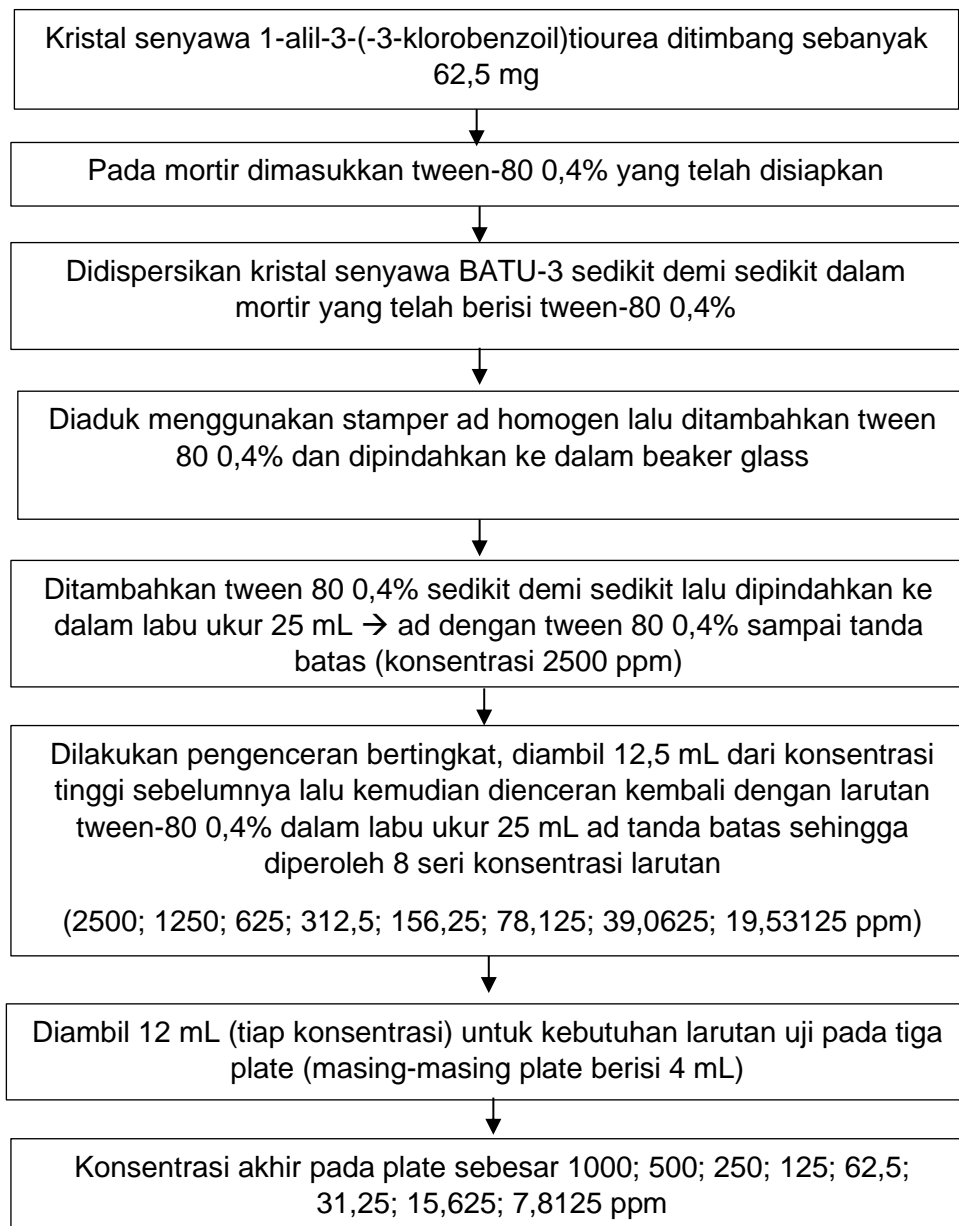 Kristal senyawa 1-alil-3-(-3-klorobenzoil)tiourea ditimbang sebanyak
62,5 mg
Pada mortir dimasukkan tween-80 0,4% yang telah disiapkan
Didispersikan kristal senyawa BATU-3 sedikit demi sedikit dalam
mortir yang telah berisi tween-80 0,4%
Diaduk menggunakan stamper ad homogen lalu ditambahkan tween
80 0,4% dan dipindahkan ke dalam beaker glass
Ditambahkan tween 80 0,4% sedikit demi sedikit lalu dipindahkan ke
dalam labu ukur 25 mL → ad dengan tween 80 0,4% sampai tanda
batas (konsentrasi 2500 ppm)
Dilakukan pengenceran bertingkat, diambil 12,5 mL dari konsentrasi
tinggi sebelumnya lalu kemudian dienceran kembali dengan larutan
tween-80 0,4% dalam labu ukur 25 mL ad tanda batas sehingga
diperoleh 8 seri konsentrasi larutan
(2500; 1250; 625; 312,5; 156,25; 78,125; 39,0625; 19,53125 ppm)
Diambil 12 mL (tiap konsentrasi) untuk kebutuhan larutan uji pada tiga
plate (masing-masing plate berisi 4 mL)
Konsentrasi akhir pada plate sebesar 1000; 500; 250; 125; 62,5;
31,25; 15,625; 7,8125 ppm